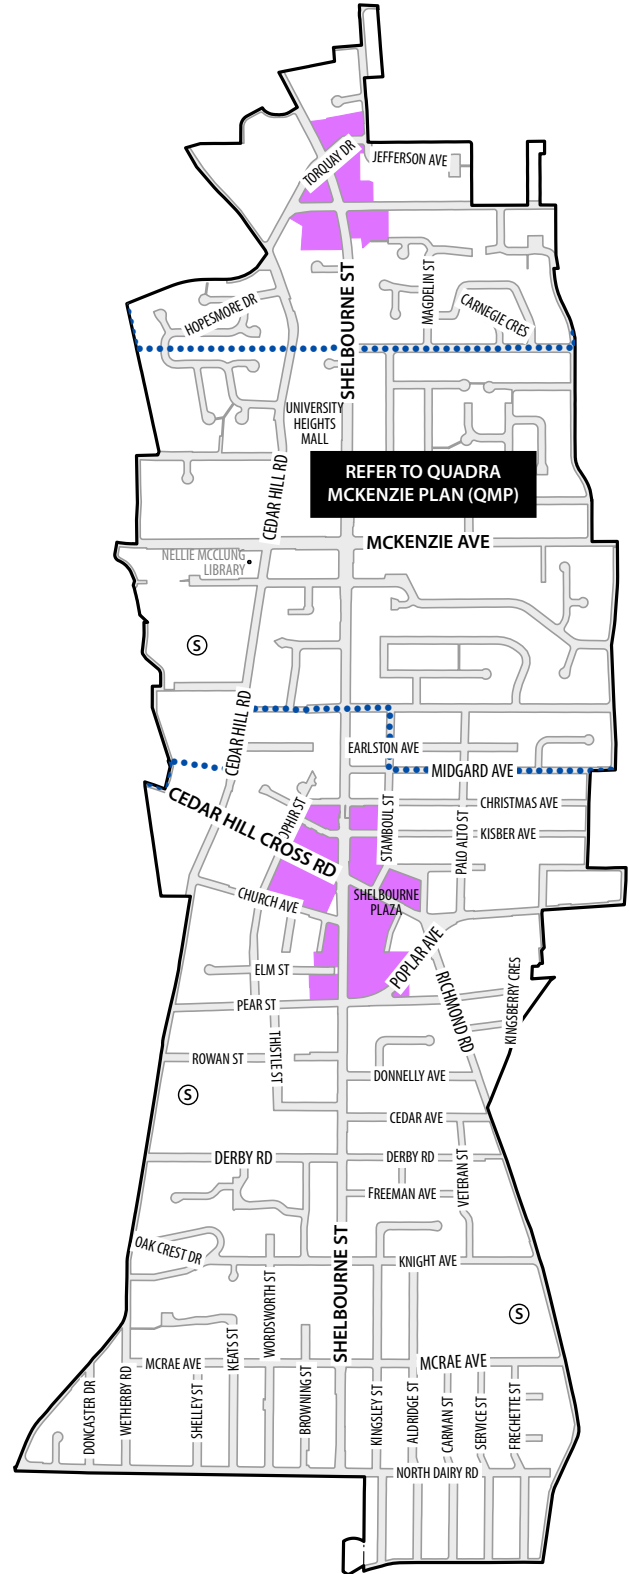 TORQUAY DR
JEFFERSON AVE
SHELBOURNE ST
MAGDELIN ST
CARNEGIE CRES
HOPESMORE DR
UNIVERSITY
HEIGHTS
MALL
CEDAR HILL RD
REFER TO QUADRA
MCKENZIE PLAN (QMP)
MCKENZIE AVE
NELLIE MCCLUNG
LIBRARY
S
CEDAR HILL RD
EARLSTON AVE
MIDGARD AVE
CEDAR HILL CROSS RD
OPHIR ST
STAMBOUL ST
CHRISTMAS AVE
PALO ALTO ST
KISBER AVE
CHURCH AVE
SHELBOURNE
PLAZA
POPLAR AVE
ELM ST
RICHMOND RD
KINGSBERRY CRES
PEAR ST
THISTLE ST
ROWAN ST
DONNELLY AVE
S
CEDAR AVE
DERBY RD
DERBY RD
VETERAN ST
FREEMAN AVE
OAK CREST DR
SHELBOURNE ST
KNIGHT AVE
WORDSWORTH ST
S
KEATS ST
MCRAE AVE
MCRAE AVE
DONCASTER DR
WETHERBY RD
SHELLEY ST
BROWNING ST
KINGSLEY ST
ALDRIDGE ST
CARMAN ST
SERVICE ST
FRECHETTE ST
NORTH DAIRY RD